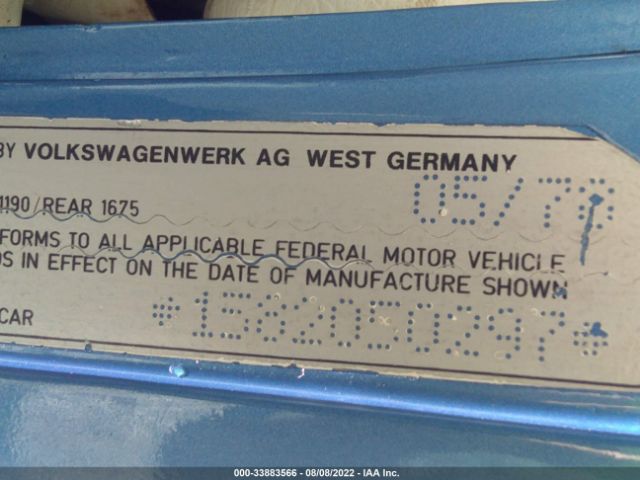 BY VOLKSWAGENWERK AG WEST GERMANY
1190/REAR 1675
05/7
FORMS TO ALL APPLICABLE FEDERAL MOTOR VEHICLE
DS IN EFFECT ON THE DATE OF MANUFACTURE SHOWN
CAR
*1582050297*
000-33883566 - 08/08/2022 - IAA Inc.